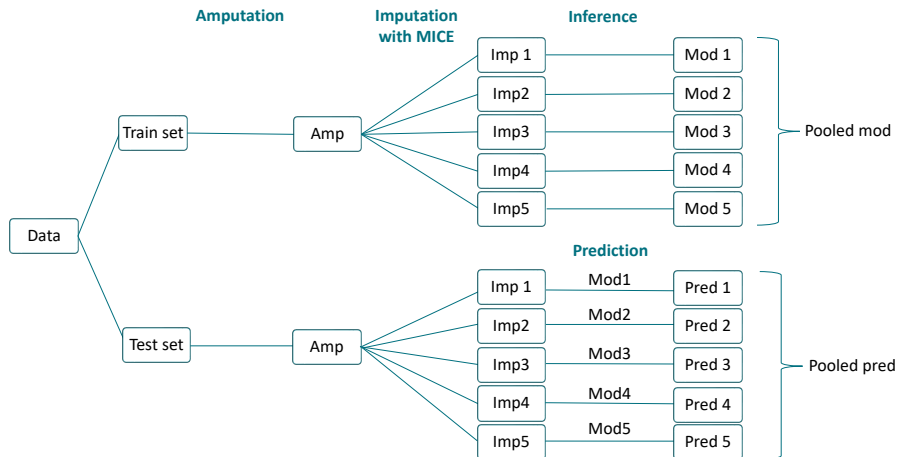 Amputation
Imputation
with MICE
Inference
Imp 1
Mod 1
Imp2
Mod 2
Train set
Amp
Imp3
Mod 3
Pooled mod
Imp4
Mod 4
Imp5
Mod 5
Data
Prediction
Imp 1
Mod1
Pred 1
Imp2
Mod2
Pred 2
Test set
Amp
Imp3
Mod3
Pred 3
Pooled pred
Imp4
Mod4
Pred 4
Imp5
Mod5
Pred 5